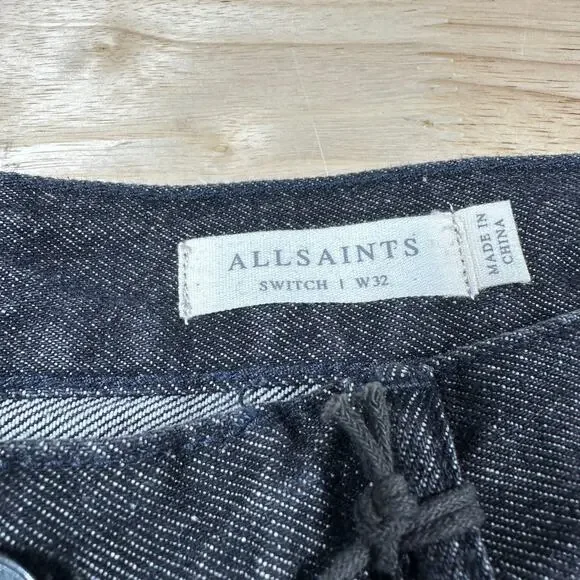 ALLSAINTS
SWITCH | W32
MADE IN
CHINA